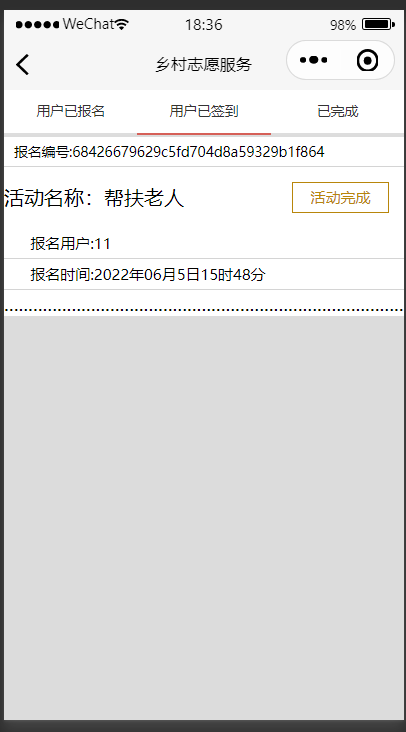 WeChat 18:36 98%
乡村志愿服务
用户已报名 用户已签到 已完成
报名编号:68426679629c5fd704d8a59329b1f864
活动名称：帮扶老人 活动完成
报名用户:11
报名时间:2022年06月5日15时48分